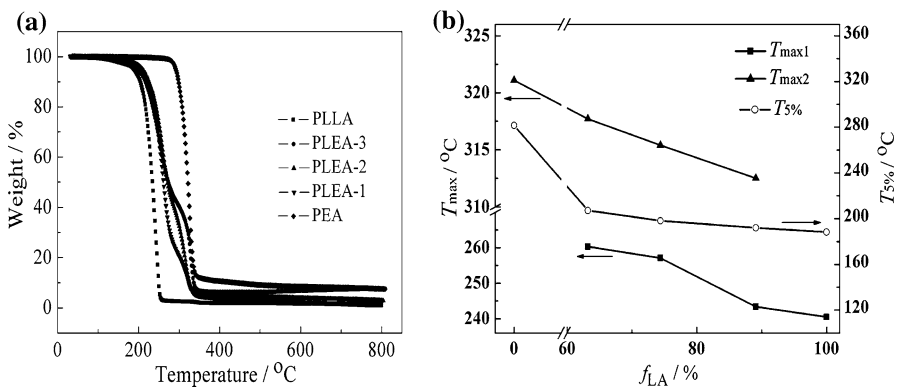 (a)
100
80
60
40
20
0
Weight / %
PLLA
PLEA-3
PLEA-2
PLEA-1
PEA
0
200
400
600
800
Temperature / °C
(b)
325
320
315
310
260
250
240
Tmax / °C
Tmax1
Tmax2
T5%
360
320
280
240
200
160
120
T5% / °C
0
60
80
100
fLA / %